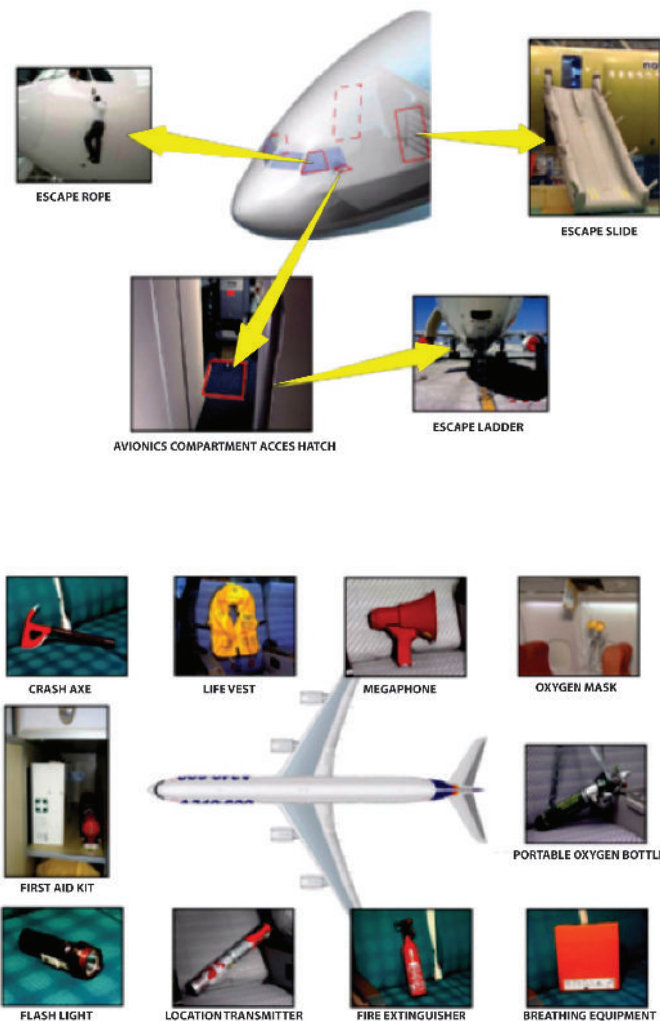 ESCAPE ROPE
ESCAPE SLIDE
AVIONICS COMPARTMENT ACCES HATCH
ESCAPE LADDER
CRASH AXE
LIFE VEST
MEGAPHONE
OXYGEN MASK
FIRST AID KIT
PORTABLE OXYGEN BOTTLE
FLASH LIGHT
LOCATION TRANSMITTER
FIRE EXTINGUISHER
BREATHING EQUIPMENT